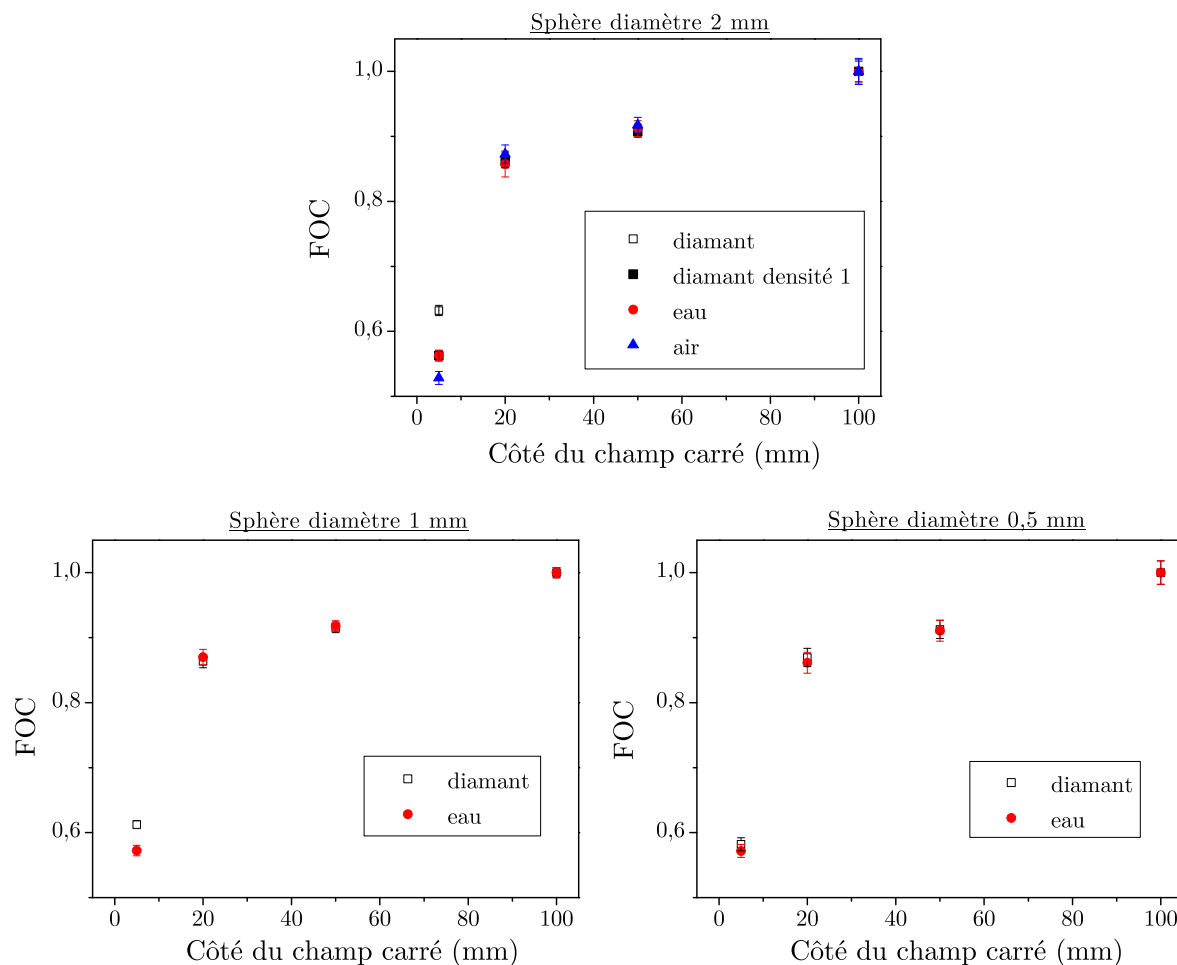 Sphère diamètre 2 mm
1,0
0,8
0,6
FOC
diamant
diamant densité 1
eau
air
0 20 40 60 80 100
Côté du champ carré (mm)
Sphère diamètre 1 mm
1,0
0,8
0,6
FOC
diamant
eau
0 20 40 60 80 100
Côté du champ carré (mm)
Sphère diamètre 0,5 mm
1,0
0,8
0,6
FOC
diamant
eau
0 20 40 60 80 100
Côté du champ carré (mm)